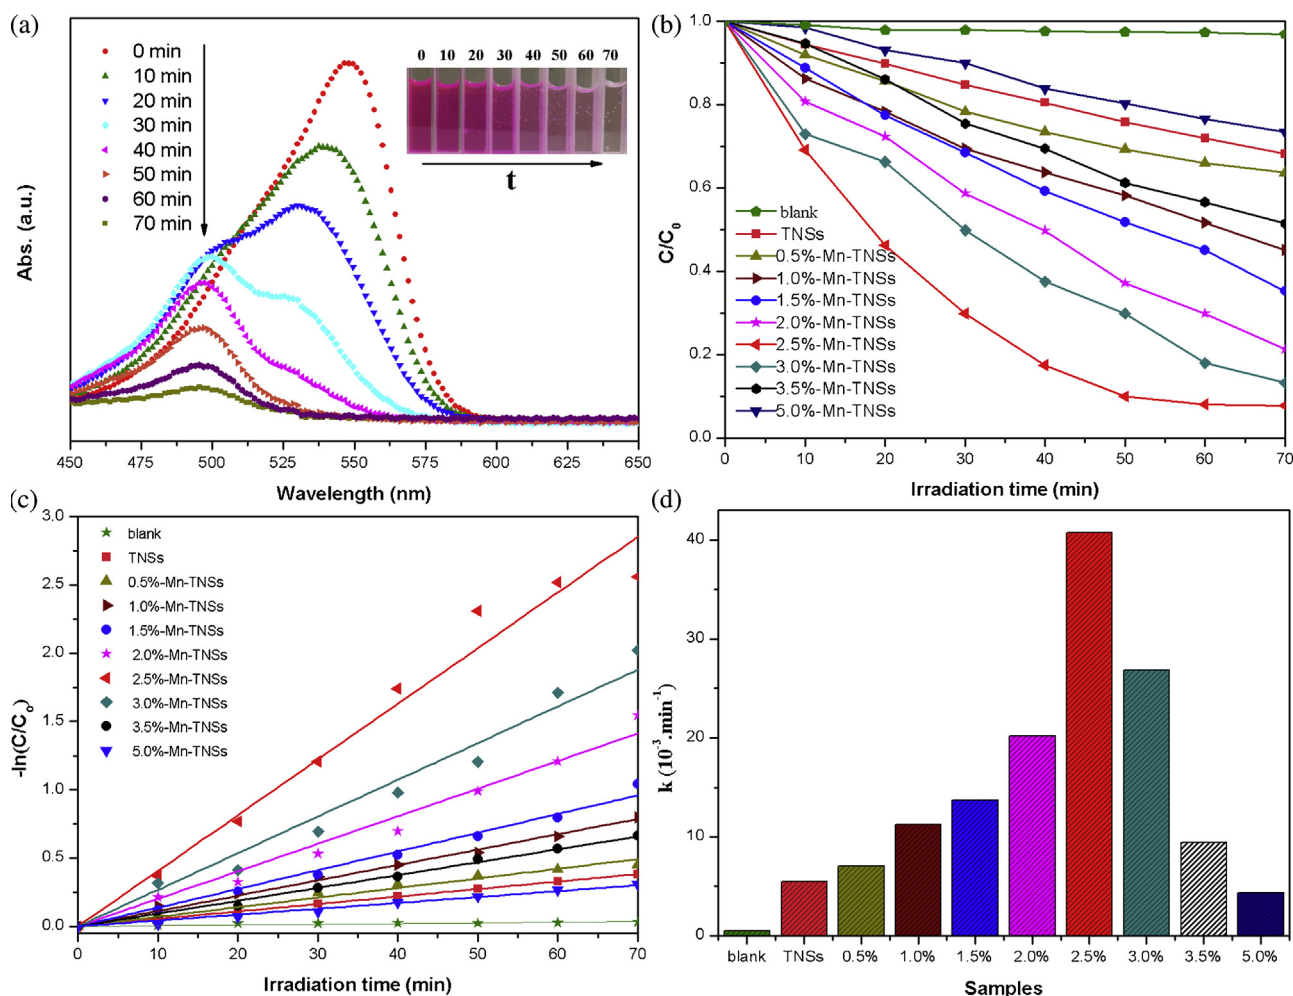 (a)
0 min
10 min
20 min
30 min
40 min
50 min
60 min
70 min
0 10 20 30 40 50 60 70
t
Abs. (a.u.)
450 475 500 525 550 575 600 625 650
Wavelength (nm)
(b)
1.0
0.8
0.6
0.4
0.2
0.0
C/C0
blank
TNSs
0.5%-Mn-TNSs
1.0%-Mn-TNSs
1.5%-Mn-TNSs
2.0%-Mn-TNSs
2.5%-Mn-TNSs
3.0%-Mn-TNSs
3.5%-Mn-TNSs
5.0%-Mn-TNSs
0 10 20 30 40 50 60 70
Irradiation time (min)
(c)
3.0
2.5
2.0
1.5
1.0
0.5
0.0
-ln(C/Co)
blank
TNSs
0.5%-Mn-TNSs
1.0%-Mn-TNSs
1.5%-Mn-TNSs
2.0%-Mn-TNSs
2.5%-Mn-TNSs
3.0%-Mn-TNSs
3.5%-Mn-TNSs
5.0%-Mn-TNSs
0 10 20 30 40 50 60 70
Irradiation time (min)
(d)
40
30
20
10
0
k (10-3.min-1)
blank TNSs 0.5% 1.0% 1.5% 2.0% 2.5% 3.0% 3.5% 5.0%
Samples